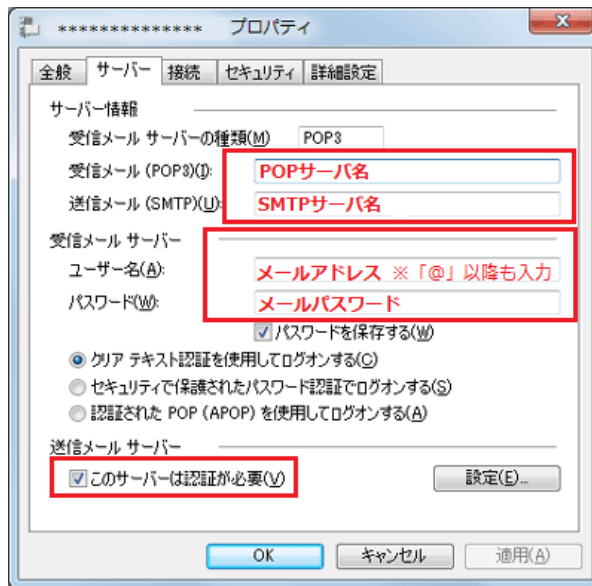 ************** プロパティ
全般 サーバー 接続 セキュリティ 詳細設定
サーバー情報
受信メール サーバーの種類(M) POP3
受信メール (POP3)(I): POPサーバ名
送信メール (SMTP)(U): SMTPサーバ名
受信メール サーバー
ユーザー名(A): メールアドレス ※「@」以降も入力
パスワード(W): メールパスワード
パスワードを保存する(W)
クリア テキスト認証を使用してログオンする(C)
セキュリティで保護されたパスワード認証でログオンする(S)
認証された POP (APOP) を使用してログオンする(A)
送信メール サーバー
このサーバーは認証が必要(V) 設定(E)...
OK キャンセル 適用(A)